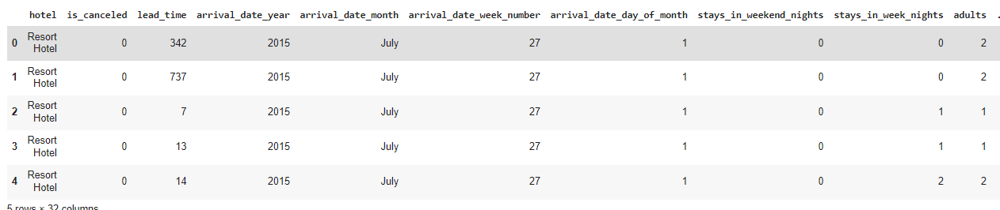 hotel is_canceled lead_time arrival_date_year arrival_date_month arrival_date_week_number arrival_date_day_of_month stays_in_weekend_nights stays_in_week_nights adults .
0 Resort Hotel 0 342 2015 July 27 1 0 0 2
1 Resort Hotel 0 737 2015 July 27 1 0 0 2
2 Resort Hotel 0 7 2015 July 27 1 0 1 1
3 Resort Hotel 0 13 2015 July 27 1 0 1 1
4 Resort Hotel 0 14 2015 July 27 1 0 2 2
5 rows × 32 columns